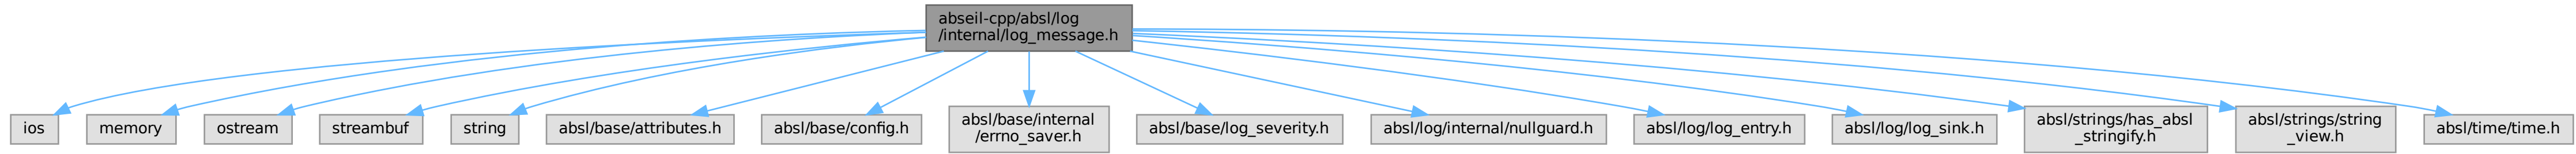 abseil-cpp/absl/log
/internal/log_message.h
ios
memory
ostream
streambuf
string
absl/base/attributes.h
absl/base/config.h
absl/base/internal
/errno_saver.h
absl/base/log_severity.h
absl/log/internal/nullguard.h
absl/log/log_entry.h
absl/log/log_sink.h
absl/strings/has_absl
_stringify.h
absl/strings/string
_view.h
absl/time/time.h